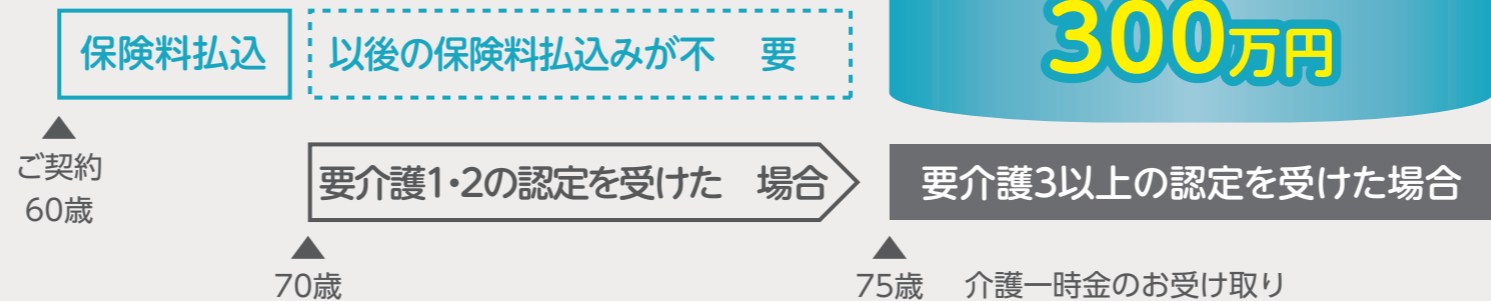 300万円
保険料払込
以後の保険料払込みが不　要
ご契約
60歳
要介護1・2の認定を受けた　場合
要介護3以上の認定を受けた場合
70歳
75歳
介護一時金のお受け取り